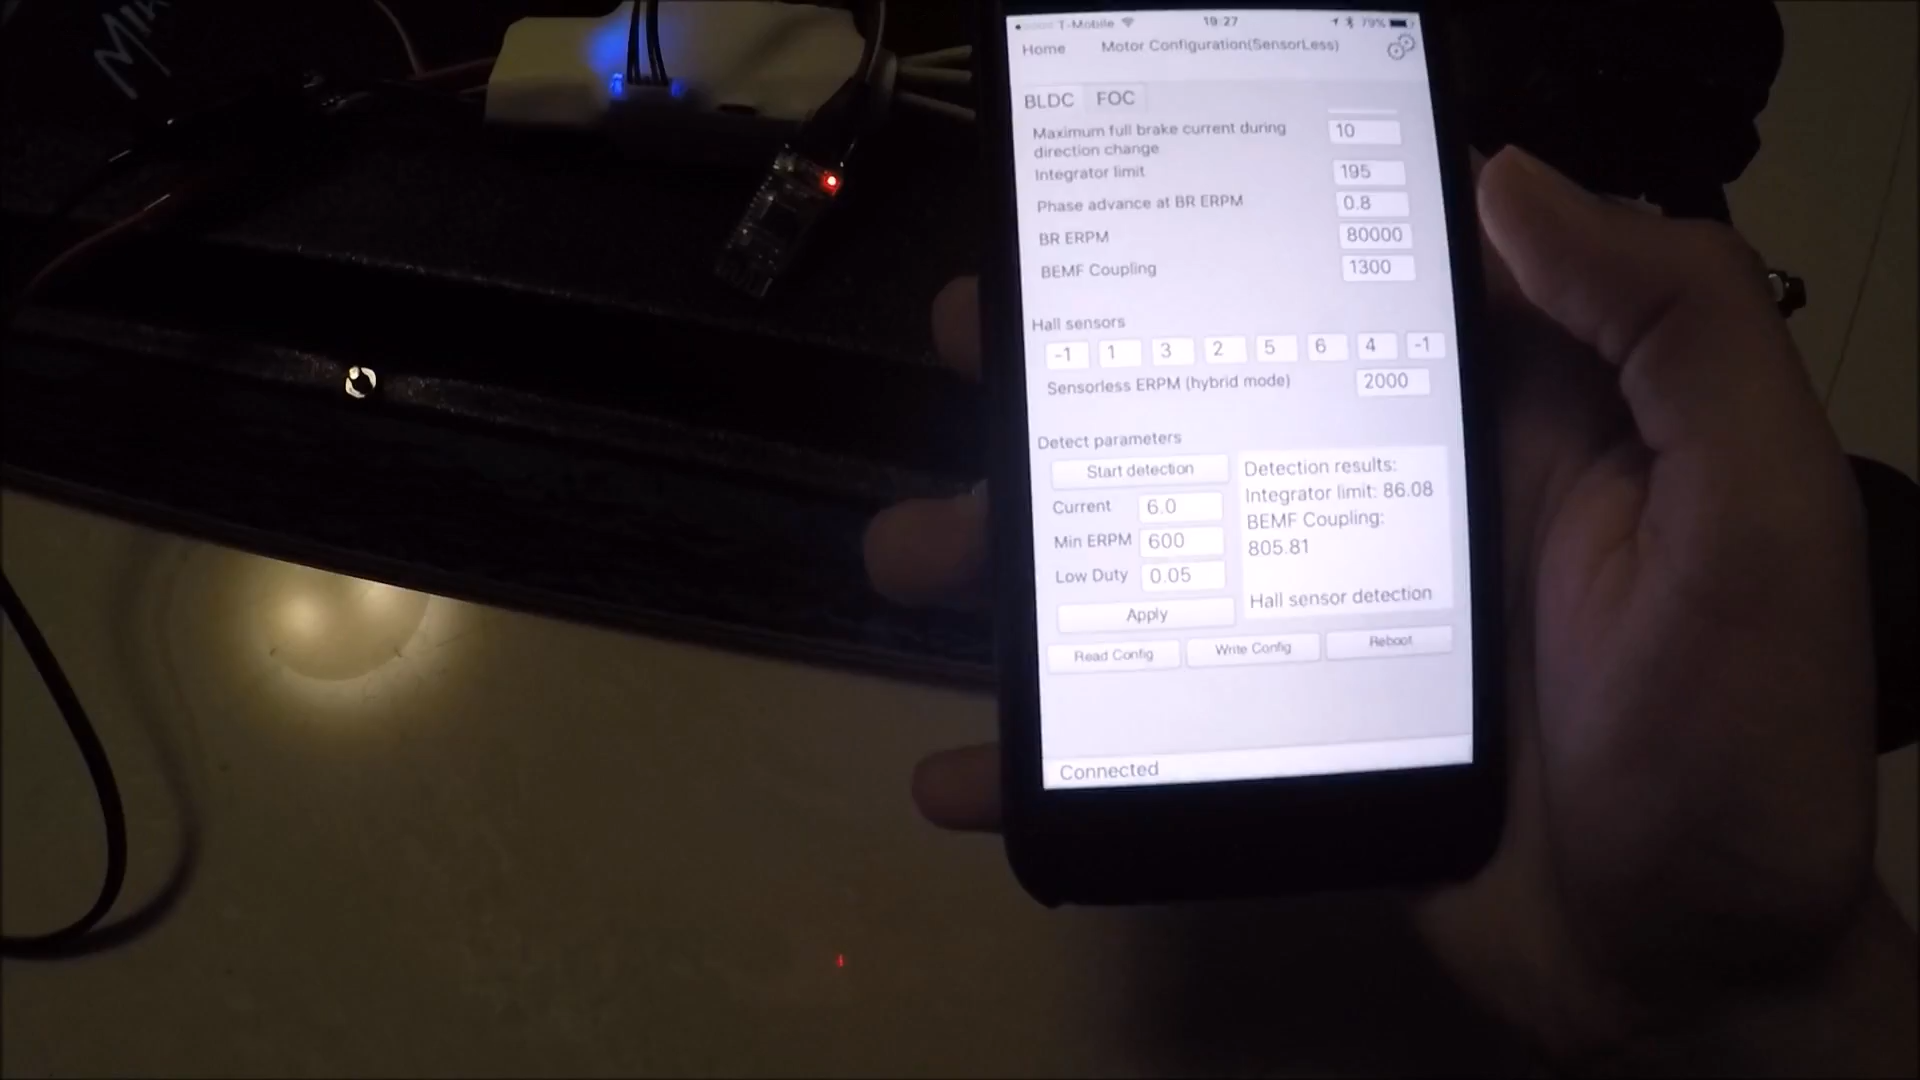 T-Mobile 19:27 79%
Home Motor Configuration(SensorLess)
BLDC FOC
Maximum full brake current during 10
direction change
Integrator limit 195
Phase advance at BR ERPM 0.8
BR ERPM 80000
BEMF Coupling 1300
Hall sensors
-1 1 3 2 5 6 4 -1
Sensorless ERPM (hybrid mode) 2000
Detect parameters
Start detection
Current 6.0
Min ERPM 600
Low Duty 0.05
Apply
Detection results:
Integrator limit: 86.08
BEMF Coupling:
805.81
Hall sensor detection
Read Config Write Config Reboot
Connected